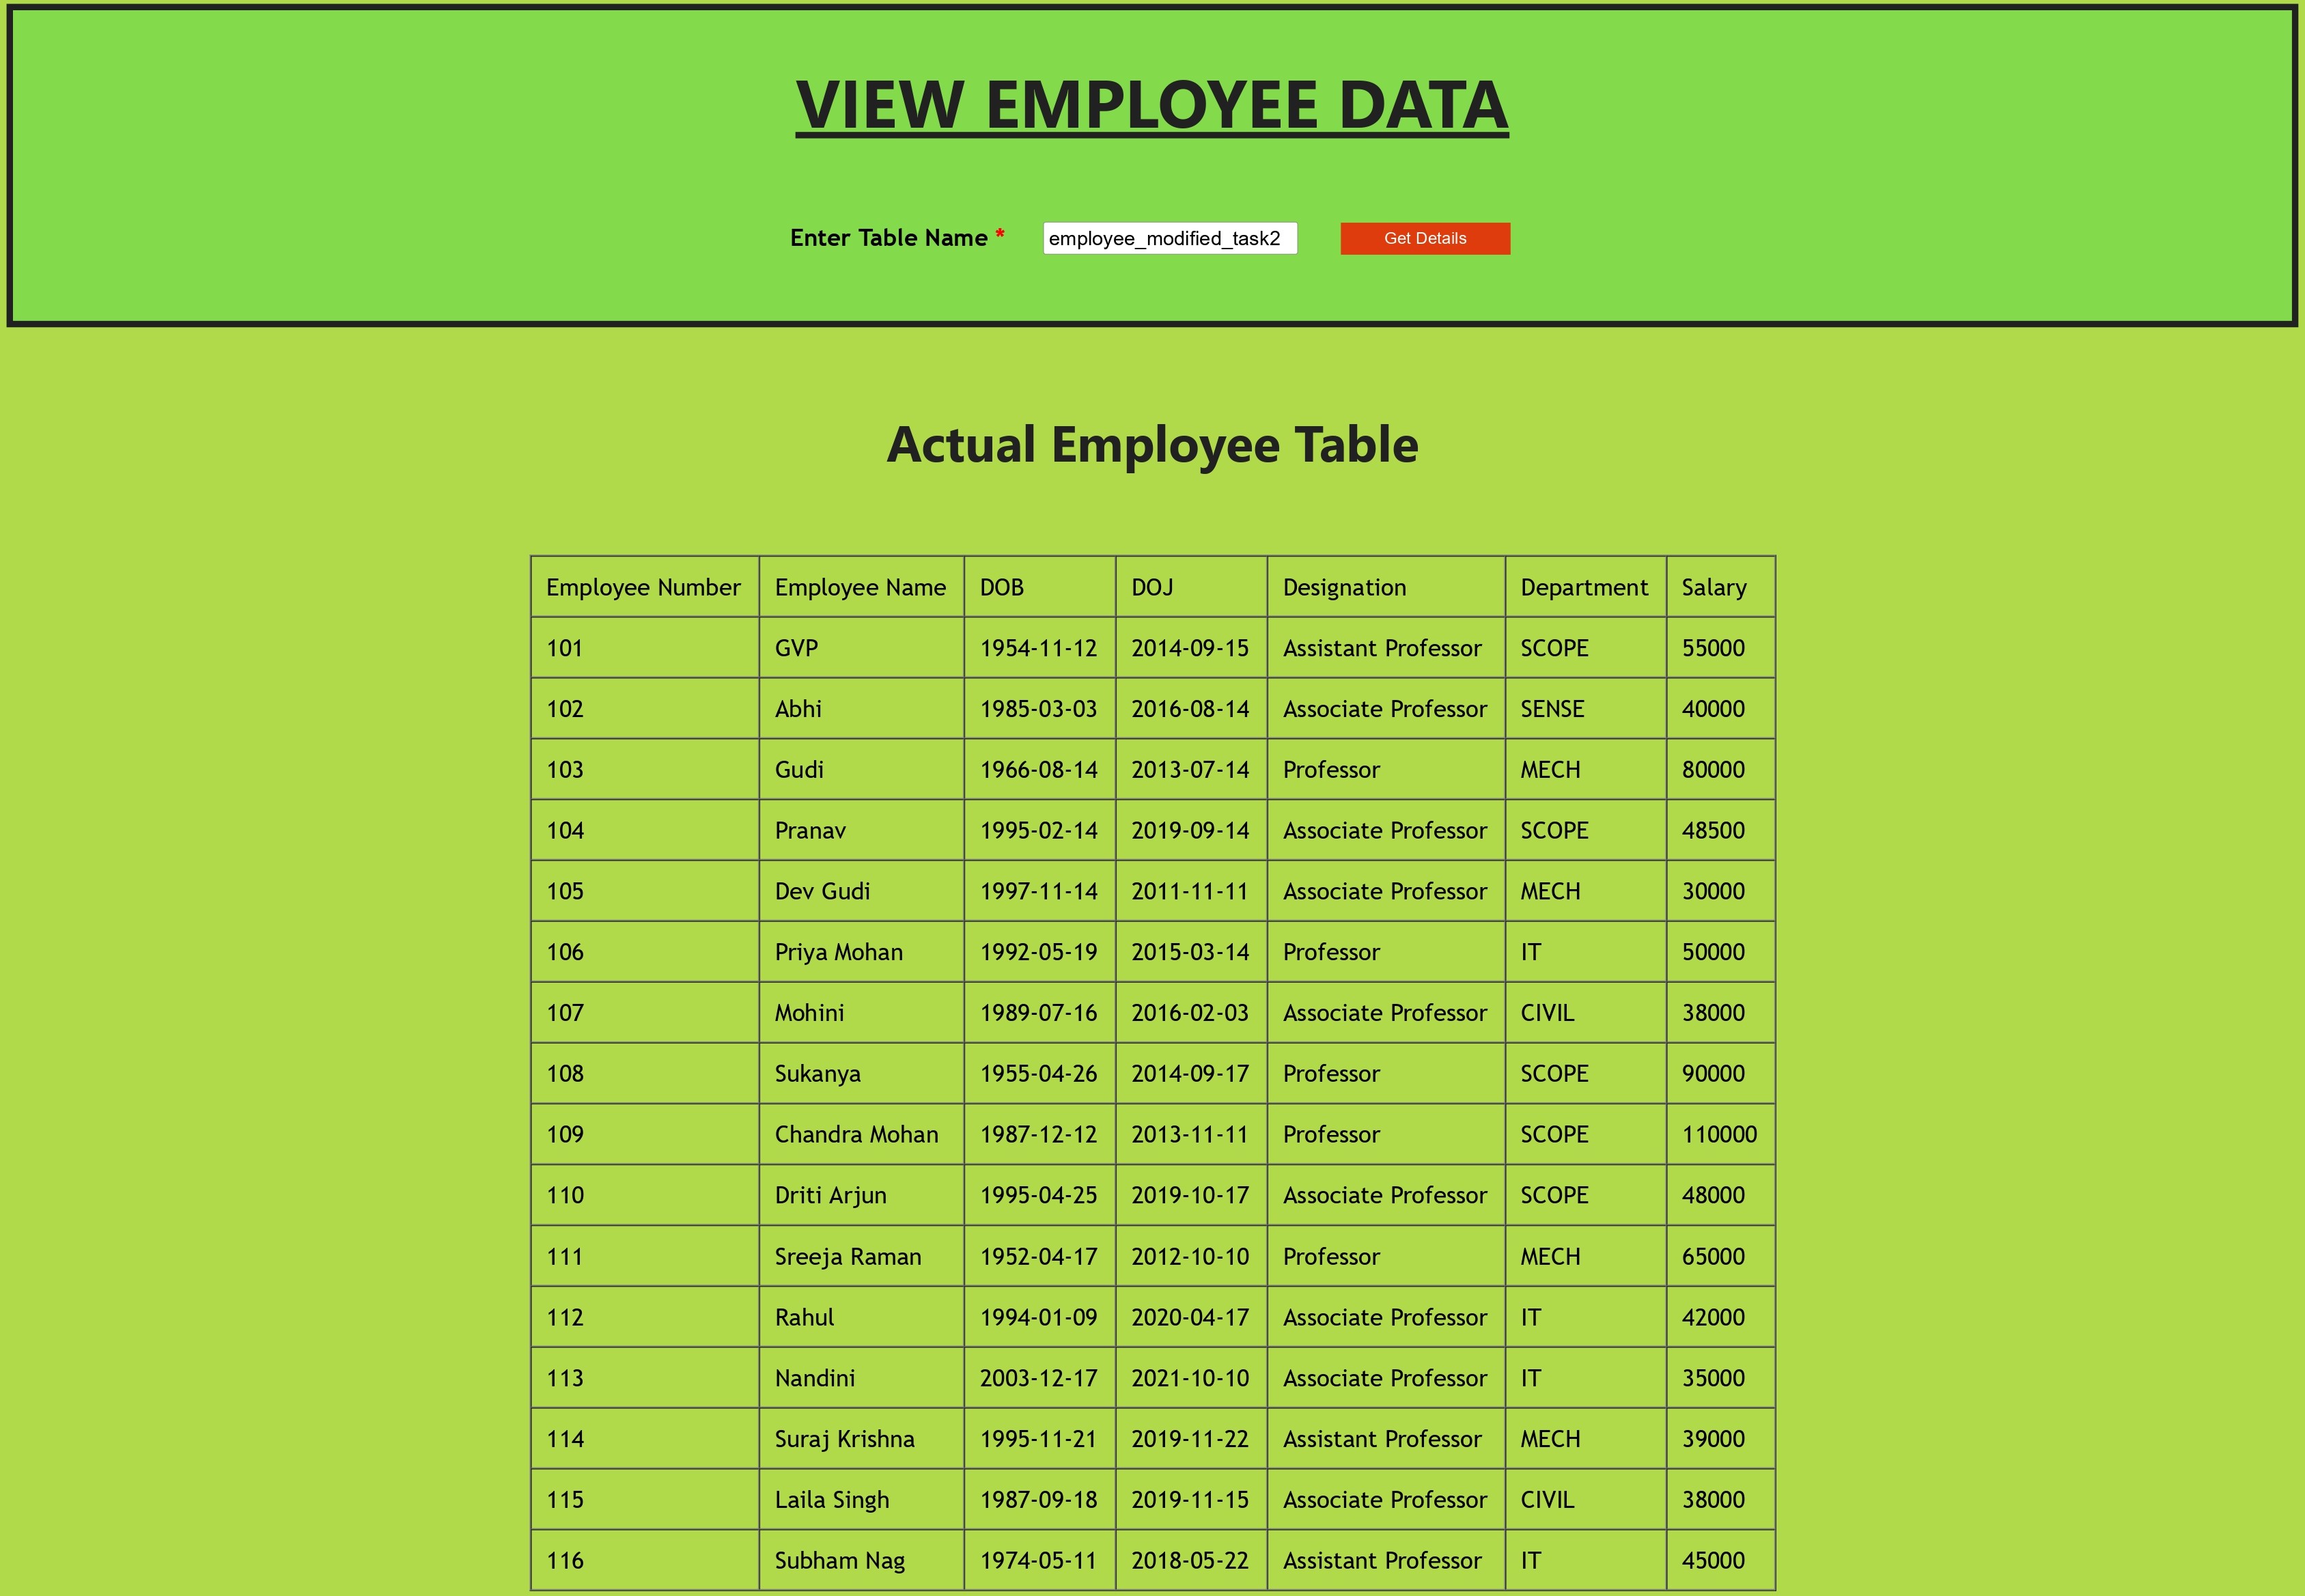 VIEW EMPLOYEE DATA
Enter Table Name * employee_modified_task2 Get Details
Actual Employee Table
Employee Number Employee Name DOB DOJ Designation Department Salary
101 GVP 1954-11-12 2014-09-15 Assistant Professor SCOPE 55000
102 Abhi 1985-03-03 2016-08-14 Associate Professor SENSE 40000
103 Gudi 1966-08-14 2013-07-14 Professor MECH 80000
104 Pranav 1995-02-14 2019-09-14 Associate Professor SCOPE 48500
105 Dev Gudi 1997-11-14 2011-11-11 Associate Professor MECH 30000
106 Priya Mohan 1992-05-19 2015-03-14 Professor IT 50000
107 Mohini 1989-07-16 2016-02-03 Associate Professor CIVIL 38000
108 Sukanya 1955-04-26 2014-09-17 Professor SCOPE 90000
109 Chandra Mohan 1987-12-12 2013-11-11 Professor SCOPE 110000
110 Driti Arjun 1995-04-25 2019-10-17 Associate Professor SCOPE 48000
111 Sreeja Raman 1952-04-17 2012-10-10 Professor MECH 65000
112 Rahul 1994-01-09 2020-04-17 Associate Professor IT 42000
113 Nandini 2003-12-17 2021-10-10 Associate Professor IT 35000
114 Suraj Krishna 1995-11-21 2019-11-22 Assistant Professor MECH 39000
115 Laila Singh 1987-09-18 2019-11-15 Associate Professor CIVIL 38000
116 Subham Nag 1974-05-11 2018-05-22 Assistant Professor IT 45000